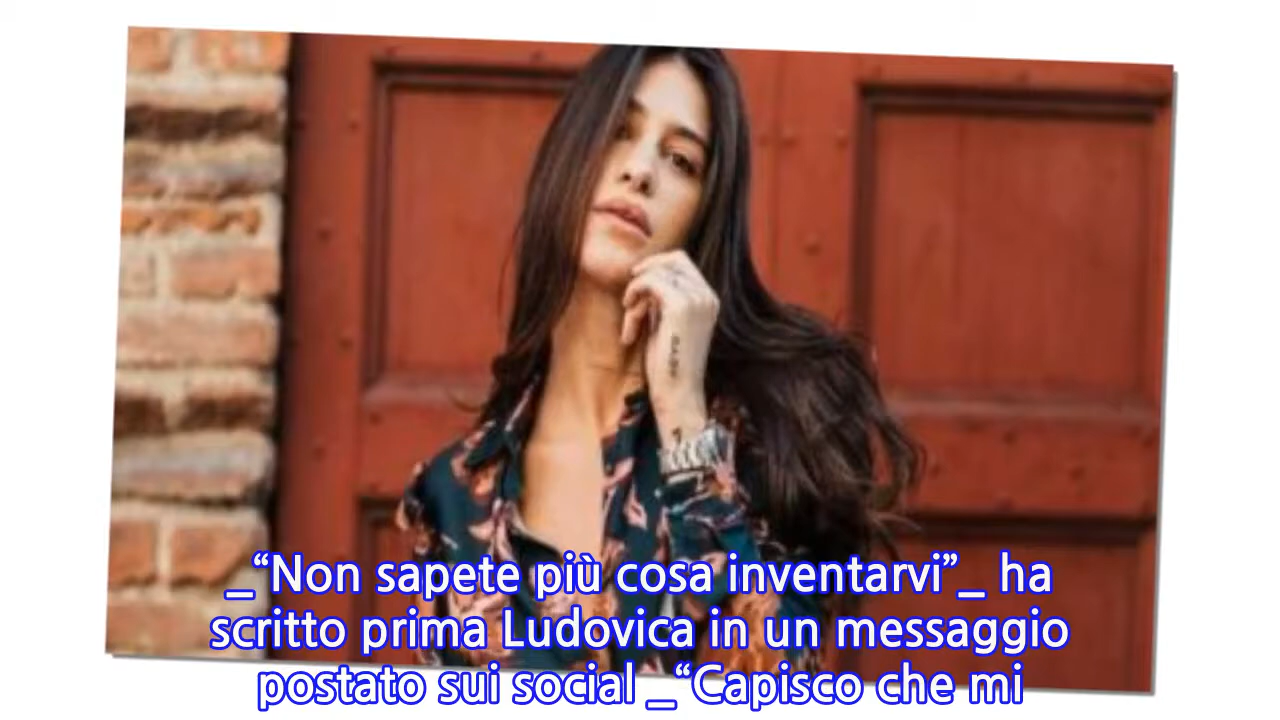 _“Non sapete più cosa inventarvi”_ ha
scritto prima Ludovica in un messaggio
postato sui social _“Capisco che mi